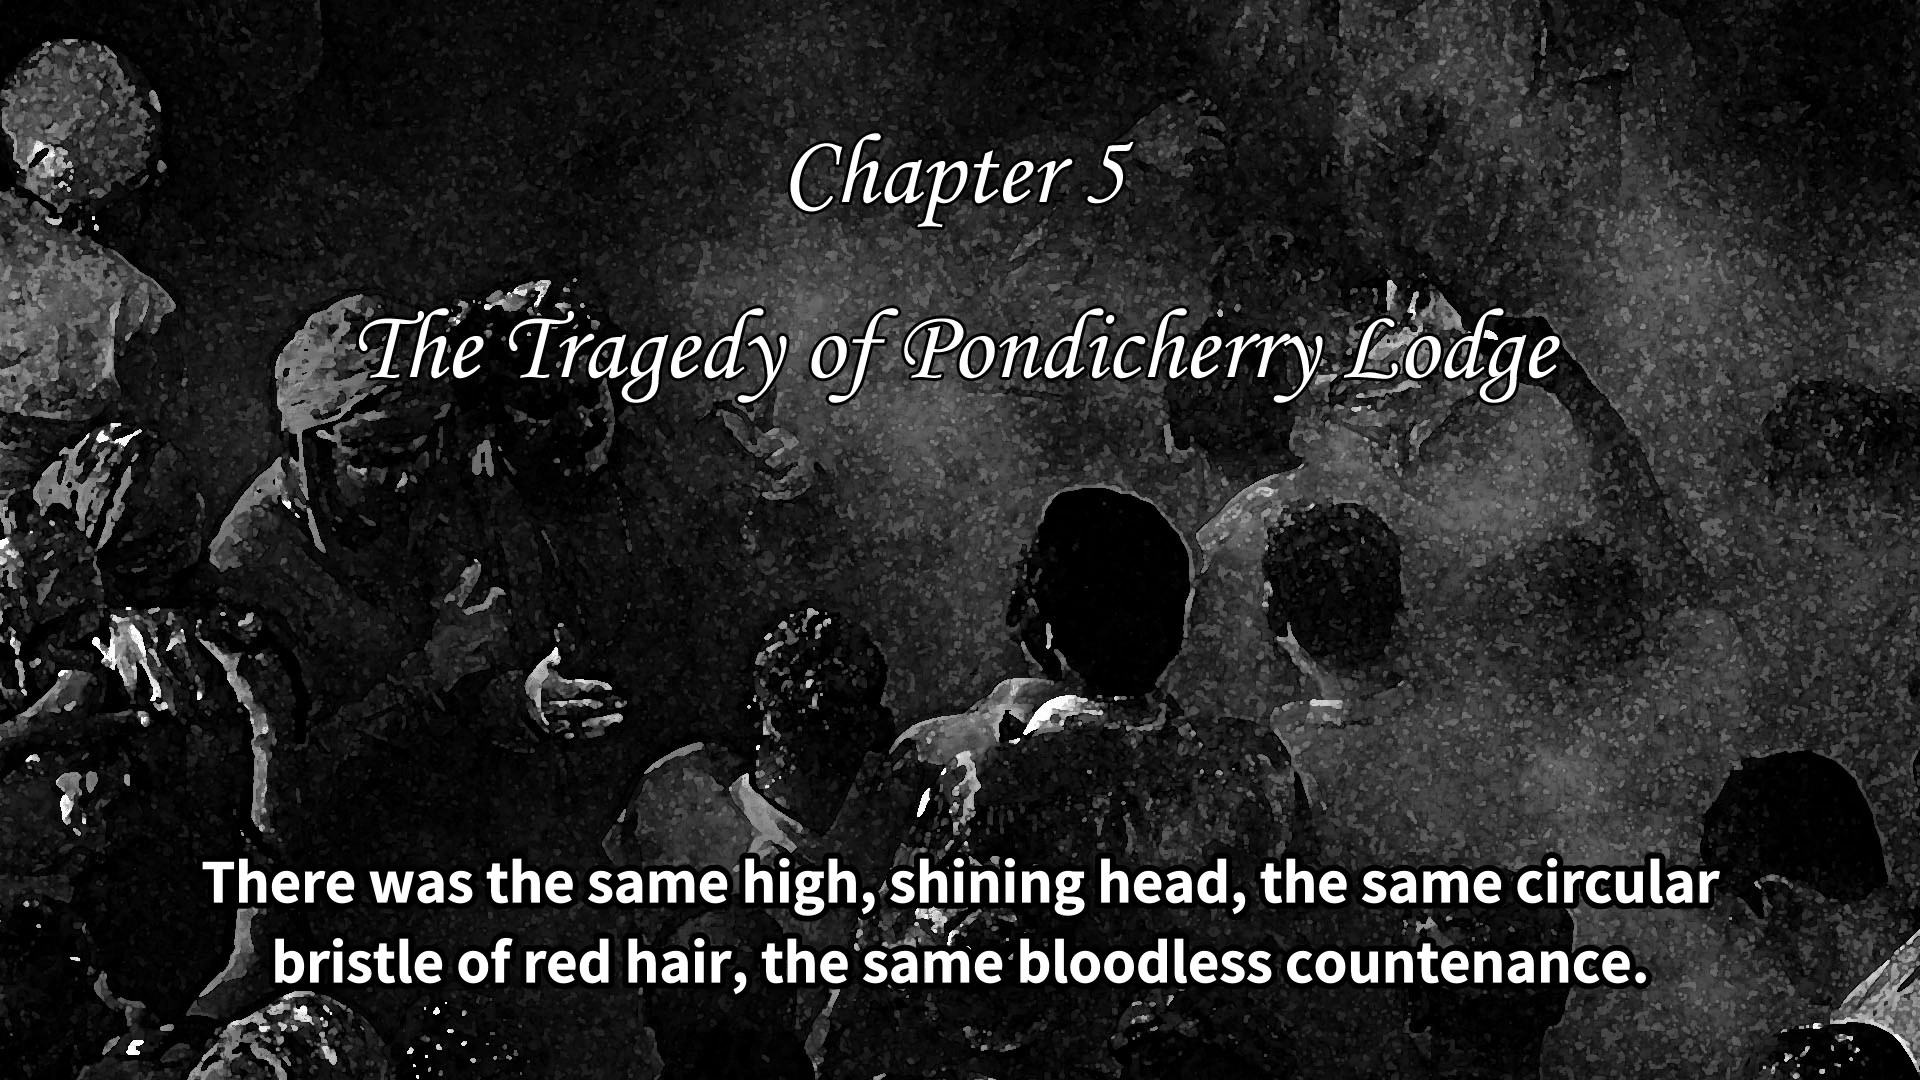 Chapter 5
The Tragedy of Pondicherry Lodge
There was the same high, shining head, the same circular
bristle of red hair, the same bloodless countenance.